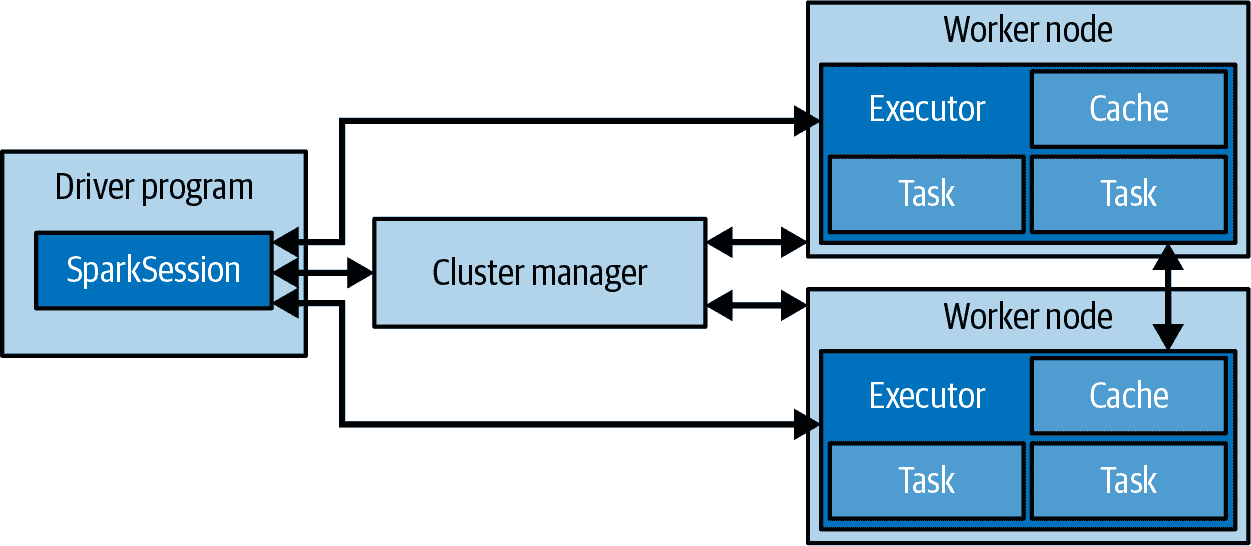 Driver program
SparkSession
Cluster manager
Worker node
Executor
Cache
Task
Task
Worker node
Executor
Cache
Task
Task